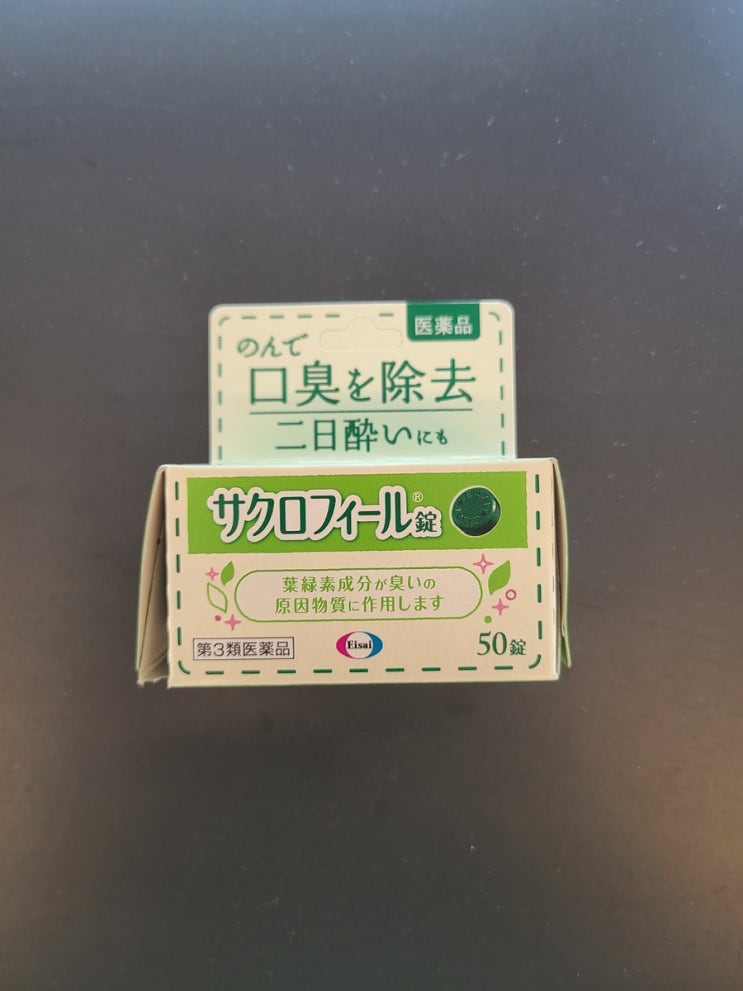 医薬品
のんで
口臭を除去
二日酔いにも
サクロフィール®錠
葉緑素成分が臭いの
原因物質に作用します
第3類医薬品
Eisai
50錠